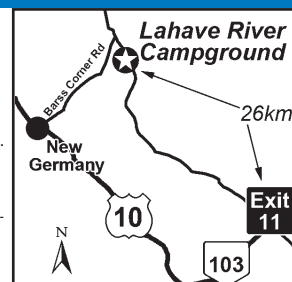 Lahave River
Campground
Barss Corner Rd
26km
New
Germany
Exit
11
10
N
103